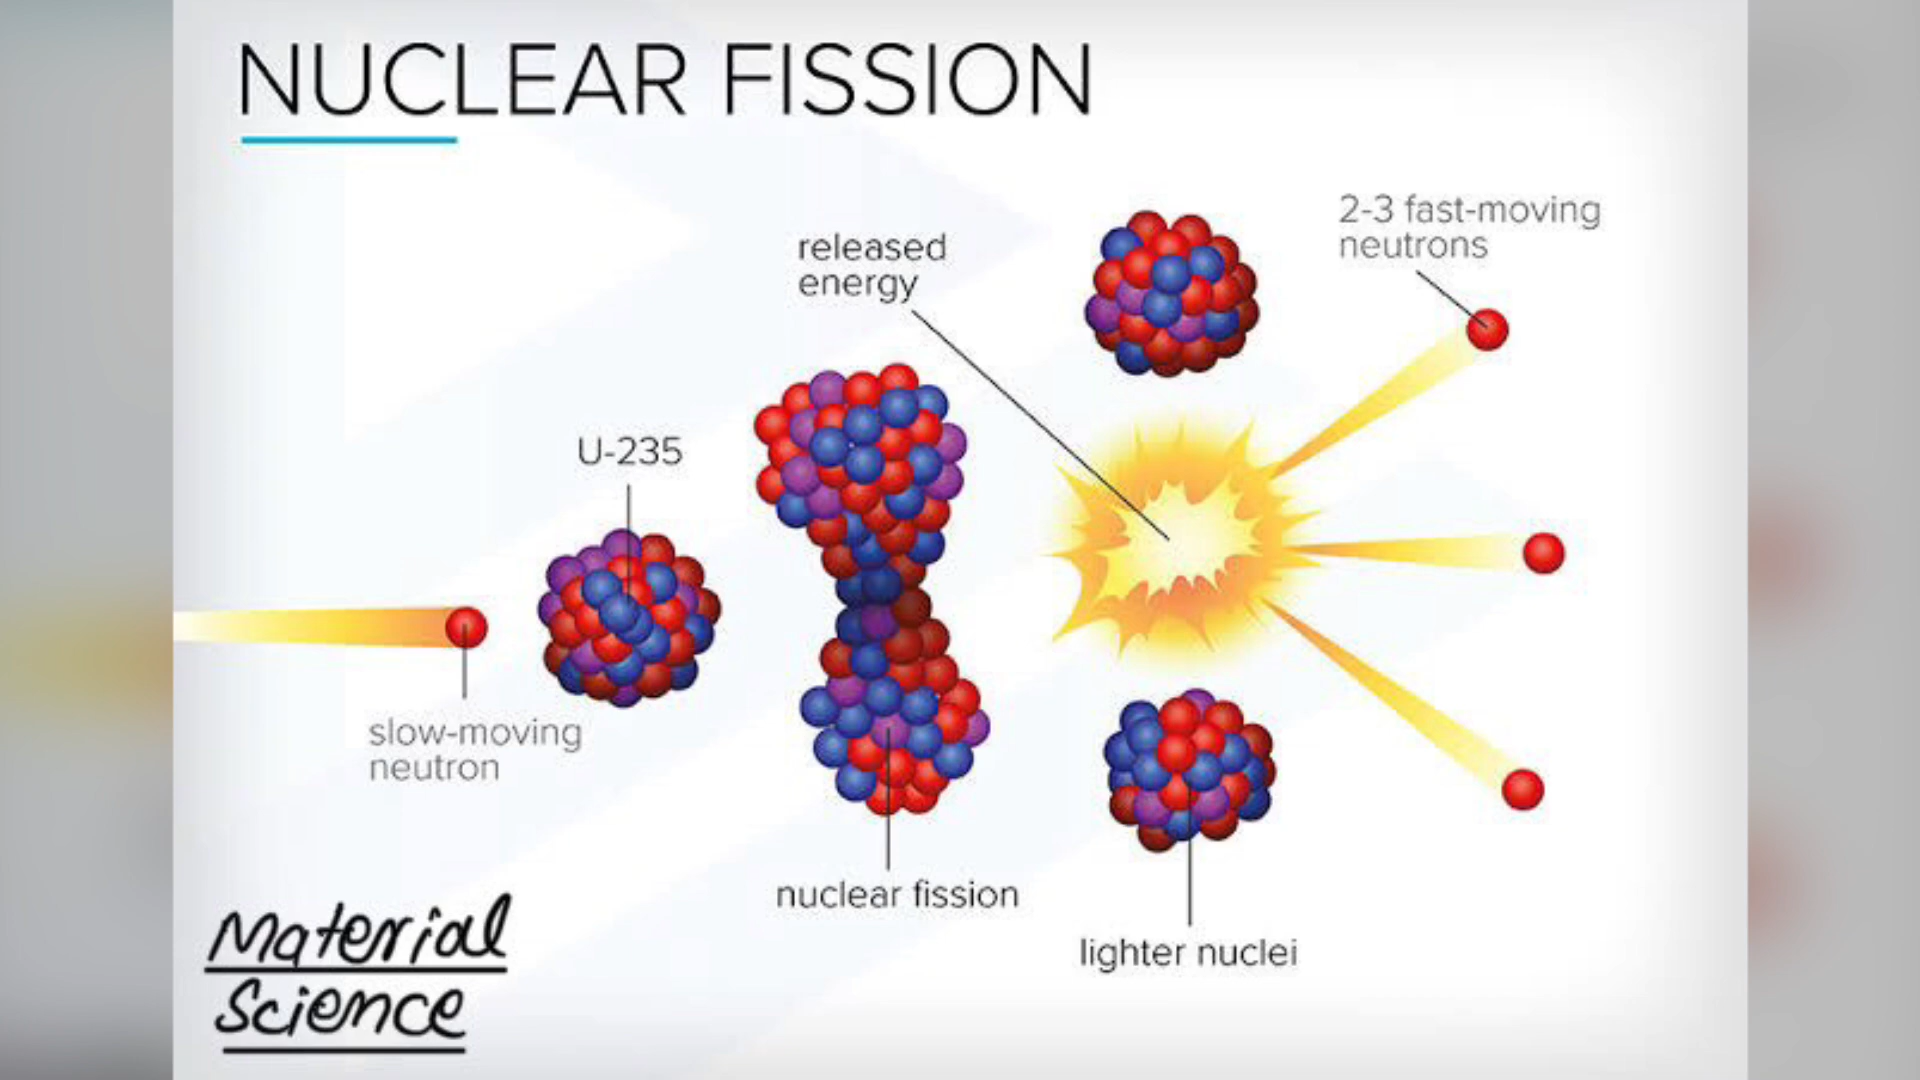 NUCLEAR FISSION
2-3 fast-moving
neutrons
released
energy
U-235
slow-moving
neutron
nuclear fission
lighter nuclei
Material
Science